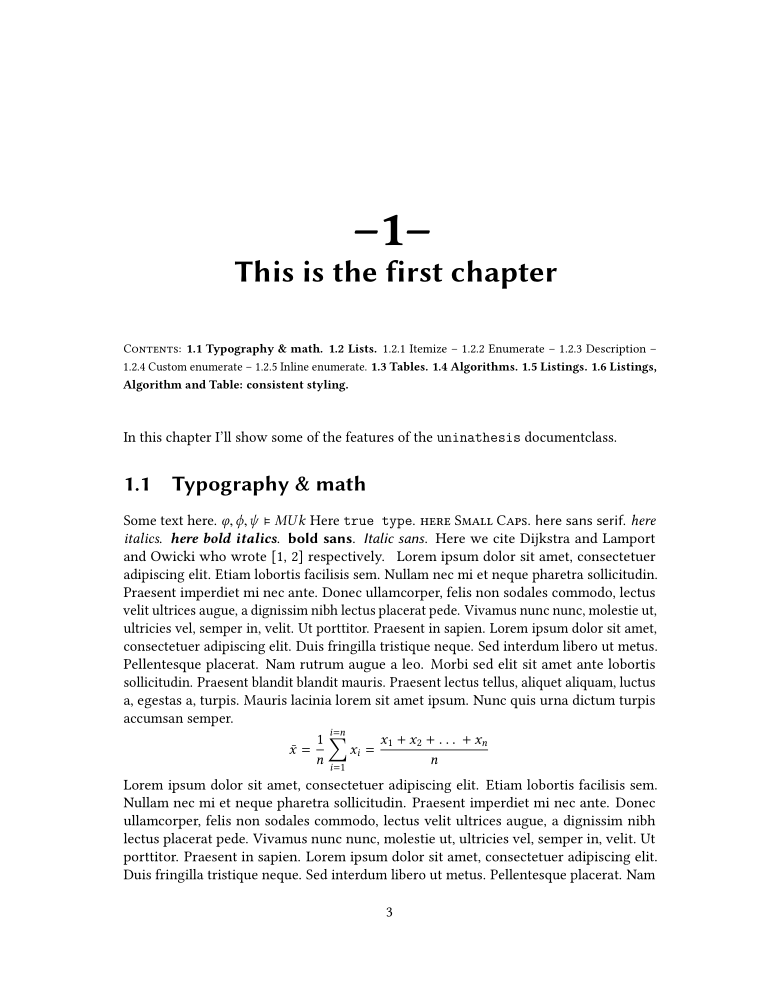 –1–
This is the first chapter
Contents: 1.1 Typography & math. 1.2 Lists. 1.2.1 Itemize – 1.2.2 Enumerate – 1.2.3 Description –
1.2.4 Custom enumerate – 1.2.5 Inline enumerate. 1.3 Tables. 1.4 Algorithms. 1.5 Listings. 1.6 Listings,
Algorithm and Table: consistent styling.
In this chapter I'll show some of the features of the uninathesis documentclass.
1.1 Typography & math
Some text here. φ, ϕ, ψ ⊧ MUk Here true type. here Small Caps. here sans serif. here
italics. here bold italics. bold sans. Italic sans. Here we cite Dijkstra and Lamport
and Owicki who wrote [1, 2] respectively. Lorem ipsum dolor sit amet, consectetuer
adipiscing elit. Etiam lobortis facilisis sem. Nullam nec mi et neque pharetra sollicitudin.
Praesent imperdiet mi nec ante. Donec ullamcorper, felis non sodales commodo, lectus
velit ultrices augue, a dignissim nibh lectus placerat pede. Vivamus nunc nunc, molestie ut,
ultricies vel, semper in, velit. Ut porttitor. Praesent in sapien. Lorem ipsum dolor sit amet,
consectetuer adipiscing elit. Duis fringilla tristique neque. Sed interdum libero ut metus.
Pellentesque placerat. Nam rutrum augue a leo. Morbi sed elit sit amet ante lobortis
sollicitudin. Praesent blandit blandit mauris. Praesent lectus tellus, aliquet aliquam, luctus
a, egestas a, turpis. Mauris lacinia lorem sit amet ipsum. Nunc quis urna dictum turpis
accumsan semper.
x̄ = 1/n ∑_{i=1}^{i=n} x_i = (x_1 + x_2 + … + x_n)/n
Lorem ipsum dolor sit amet, consectetuer adipiscing elit. Etiam lobortis facilisis sem.
Nullam nec mi et neque pharetra sollicitudin. Praesent imperdiet mi nec ante. Donec
ullamcorper, felis non sodales commodo, lectus velit ultrices augue, a dignissim nibh
lectus placerat pede. Vivamus nunc nunc, molestie ut, ultricies vel, semper in, velit. Ut
porttitor. Praesent in sapien. Lorem ipsum dolor sit amet, consectetuer adipiscing elit.
Duis fringilla tristique neque. Sed interdum libero ut metus. Pellentesque placerat. Nam
3